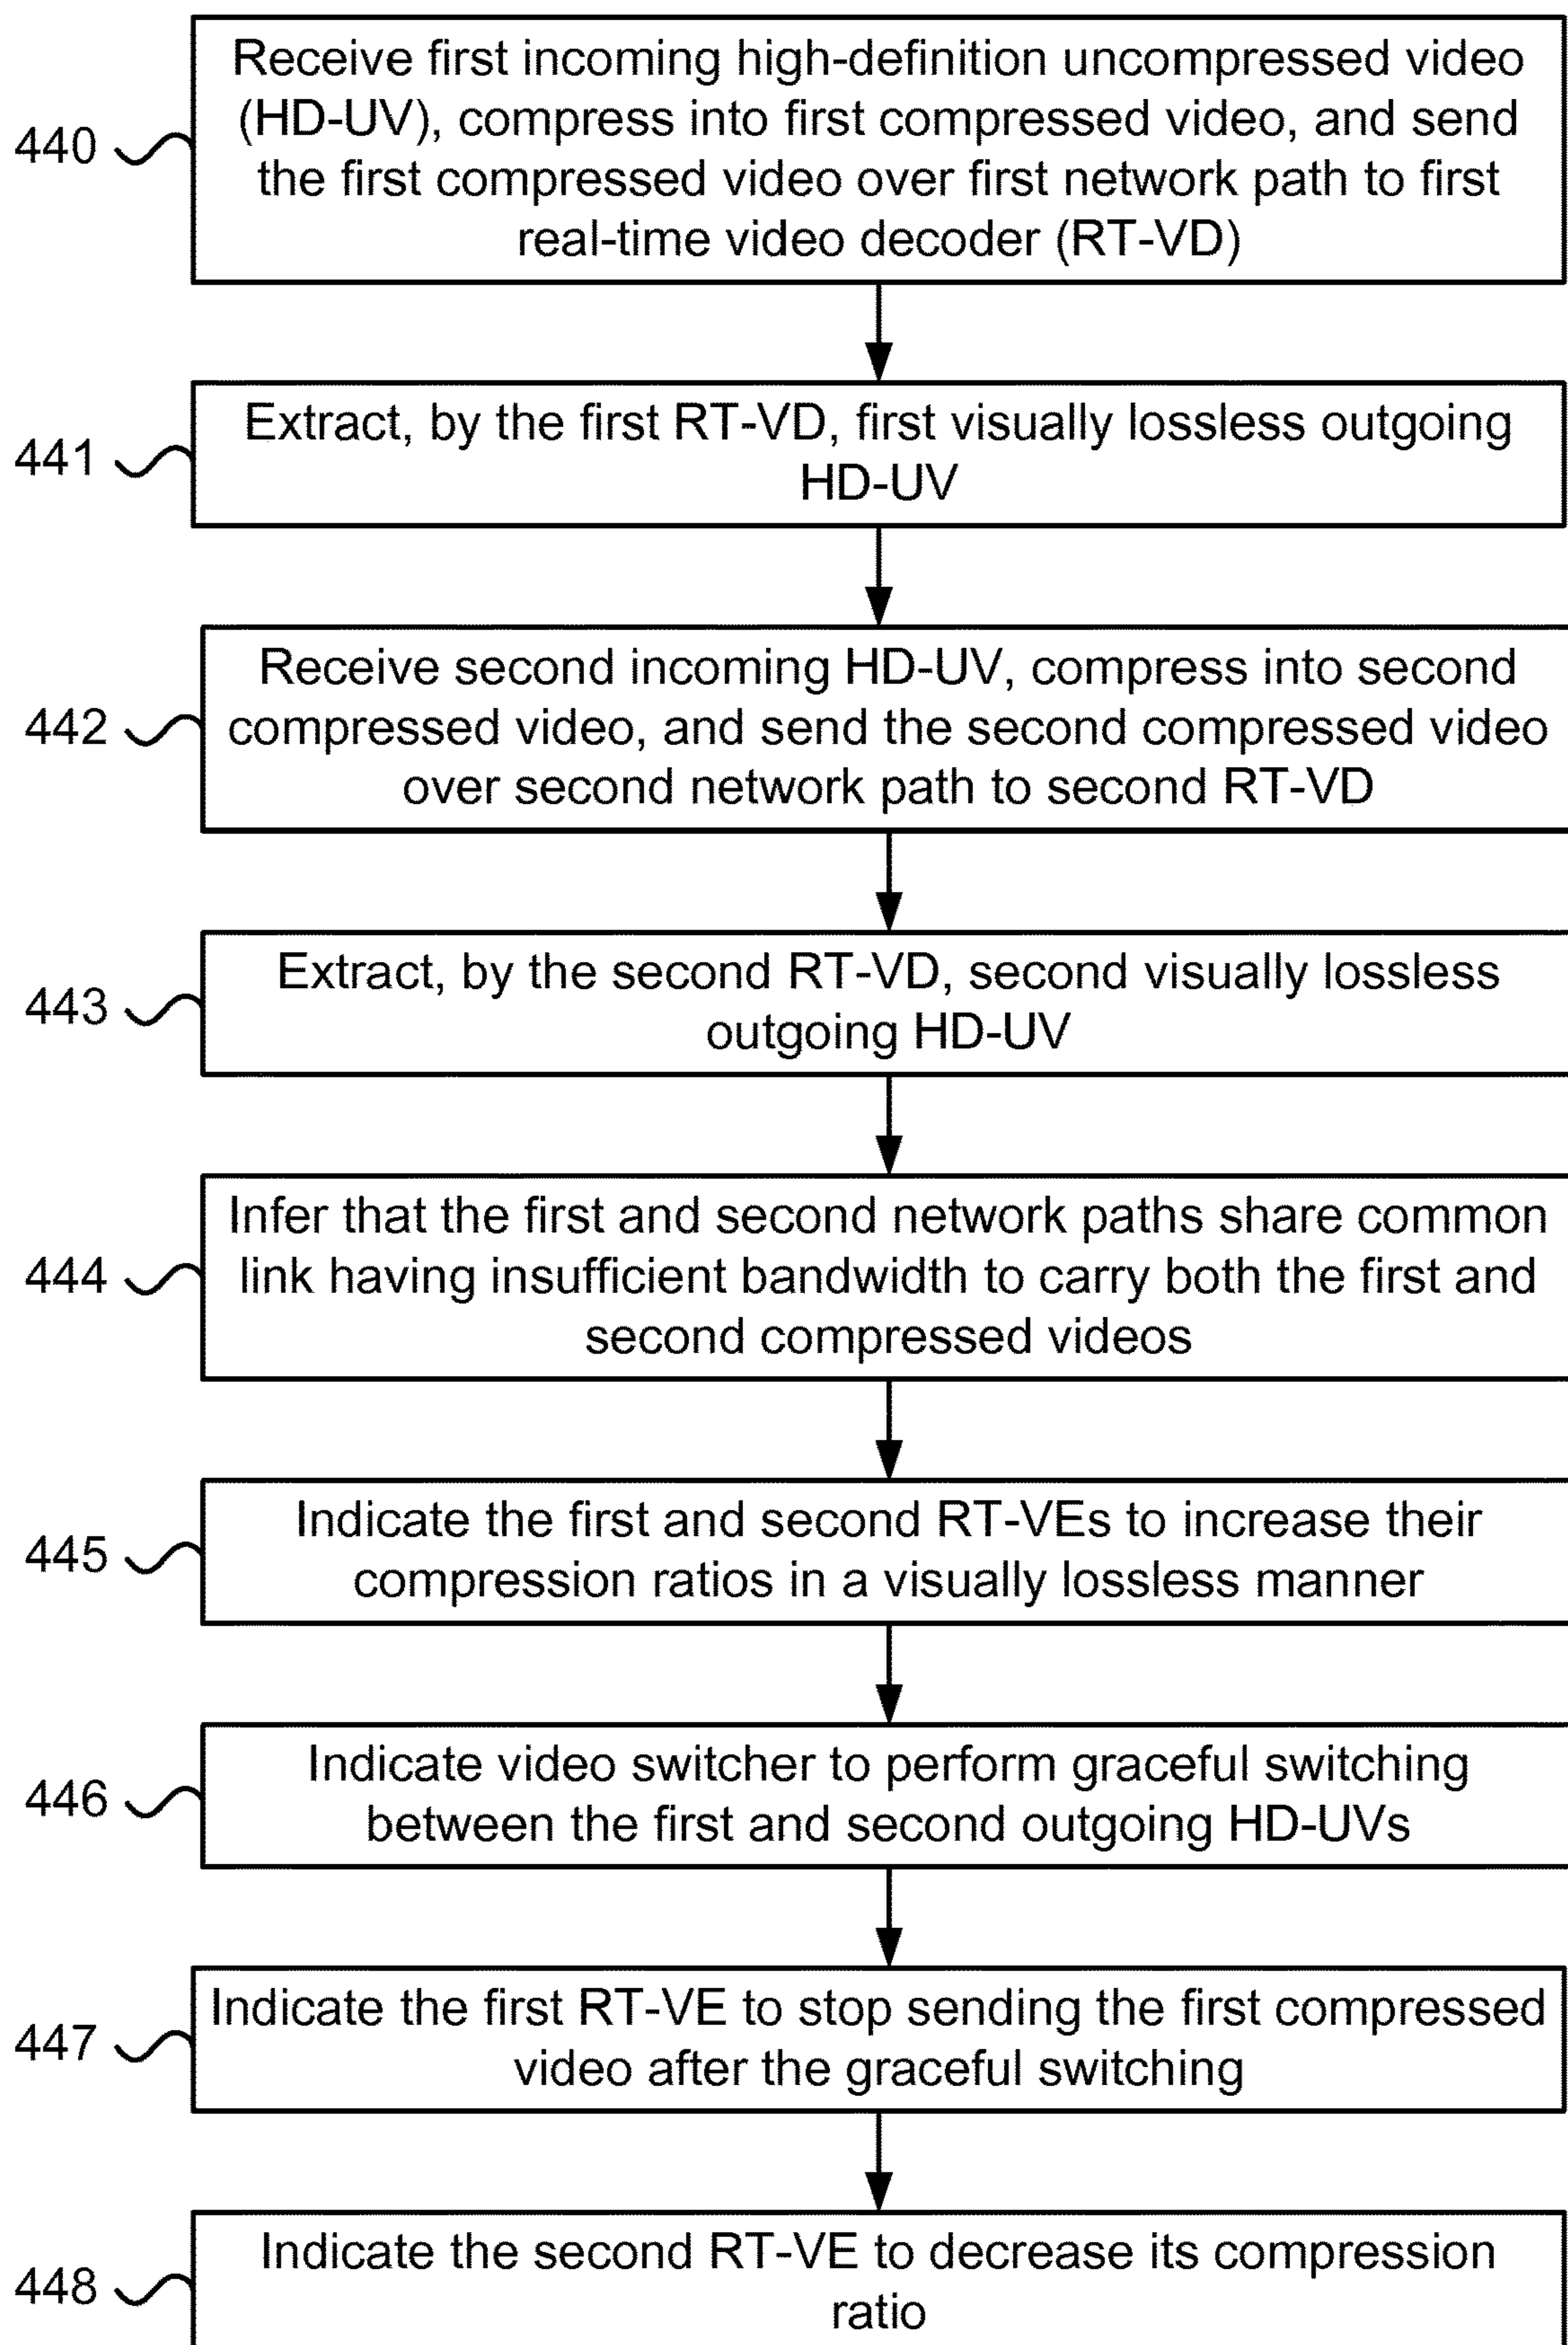 440
Receive first incoming high-definition uncompressed video
(HD-UV), compress into first compressed video, and send
the first compressed video over first network path to first
real-time video decoder (RT-VD)
441
Extract, by the first RT-VD, first visually lossless outgoing
HD-UV
442
Receive second incoming HD-UV, compress into second
compressed video, and send the second compressed video
over second network path to second RT-VD
443
Extract, by the second RT-VD, second visually lossless
outgoing HD-UV
444
Infer that the first and second network paths share common
link having insufficient bandwidth to carry both the first and
second compressed videos
445
Indicate the first and second RT-VEs to increase their
compression ratios in a visually lossless manner
446
Indicate video switcher to perform graceful switching
between the first and second outgoing HD-UVs
447
Indicate the first RT-VE to stop sending the first compressed
video after the graceful switching
448
Indicate the second RT-VE to decrease its compression
ratio